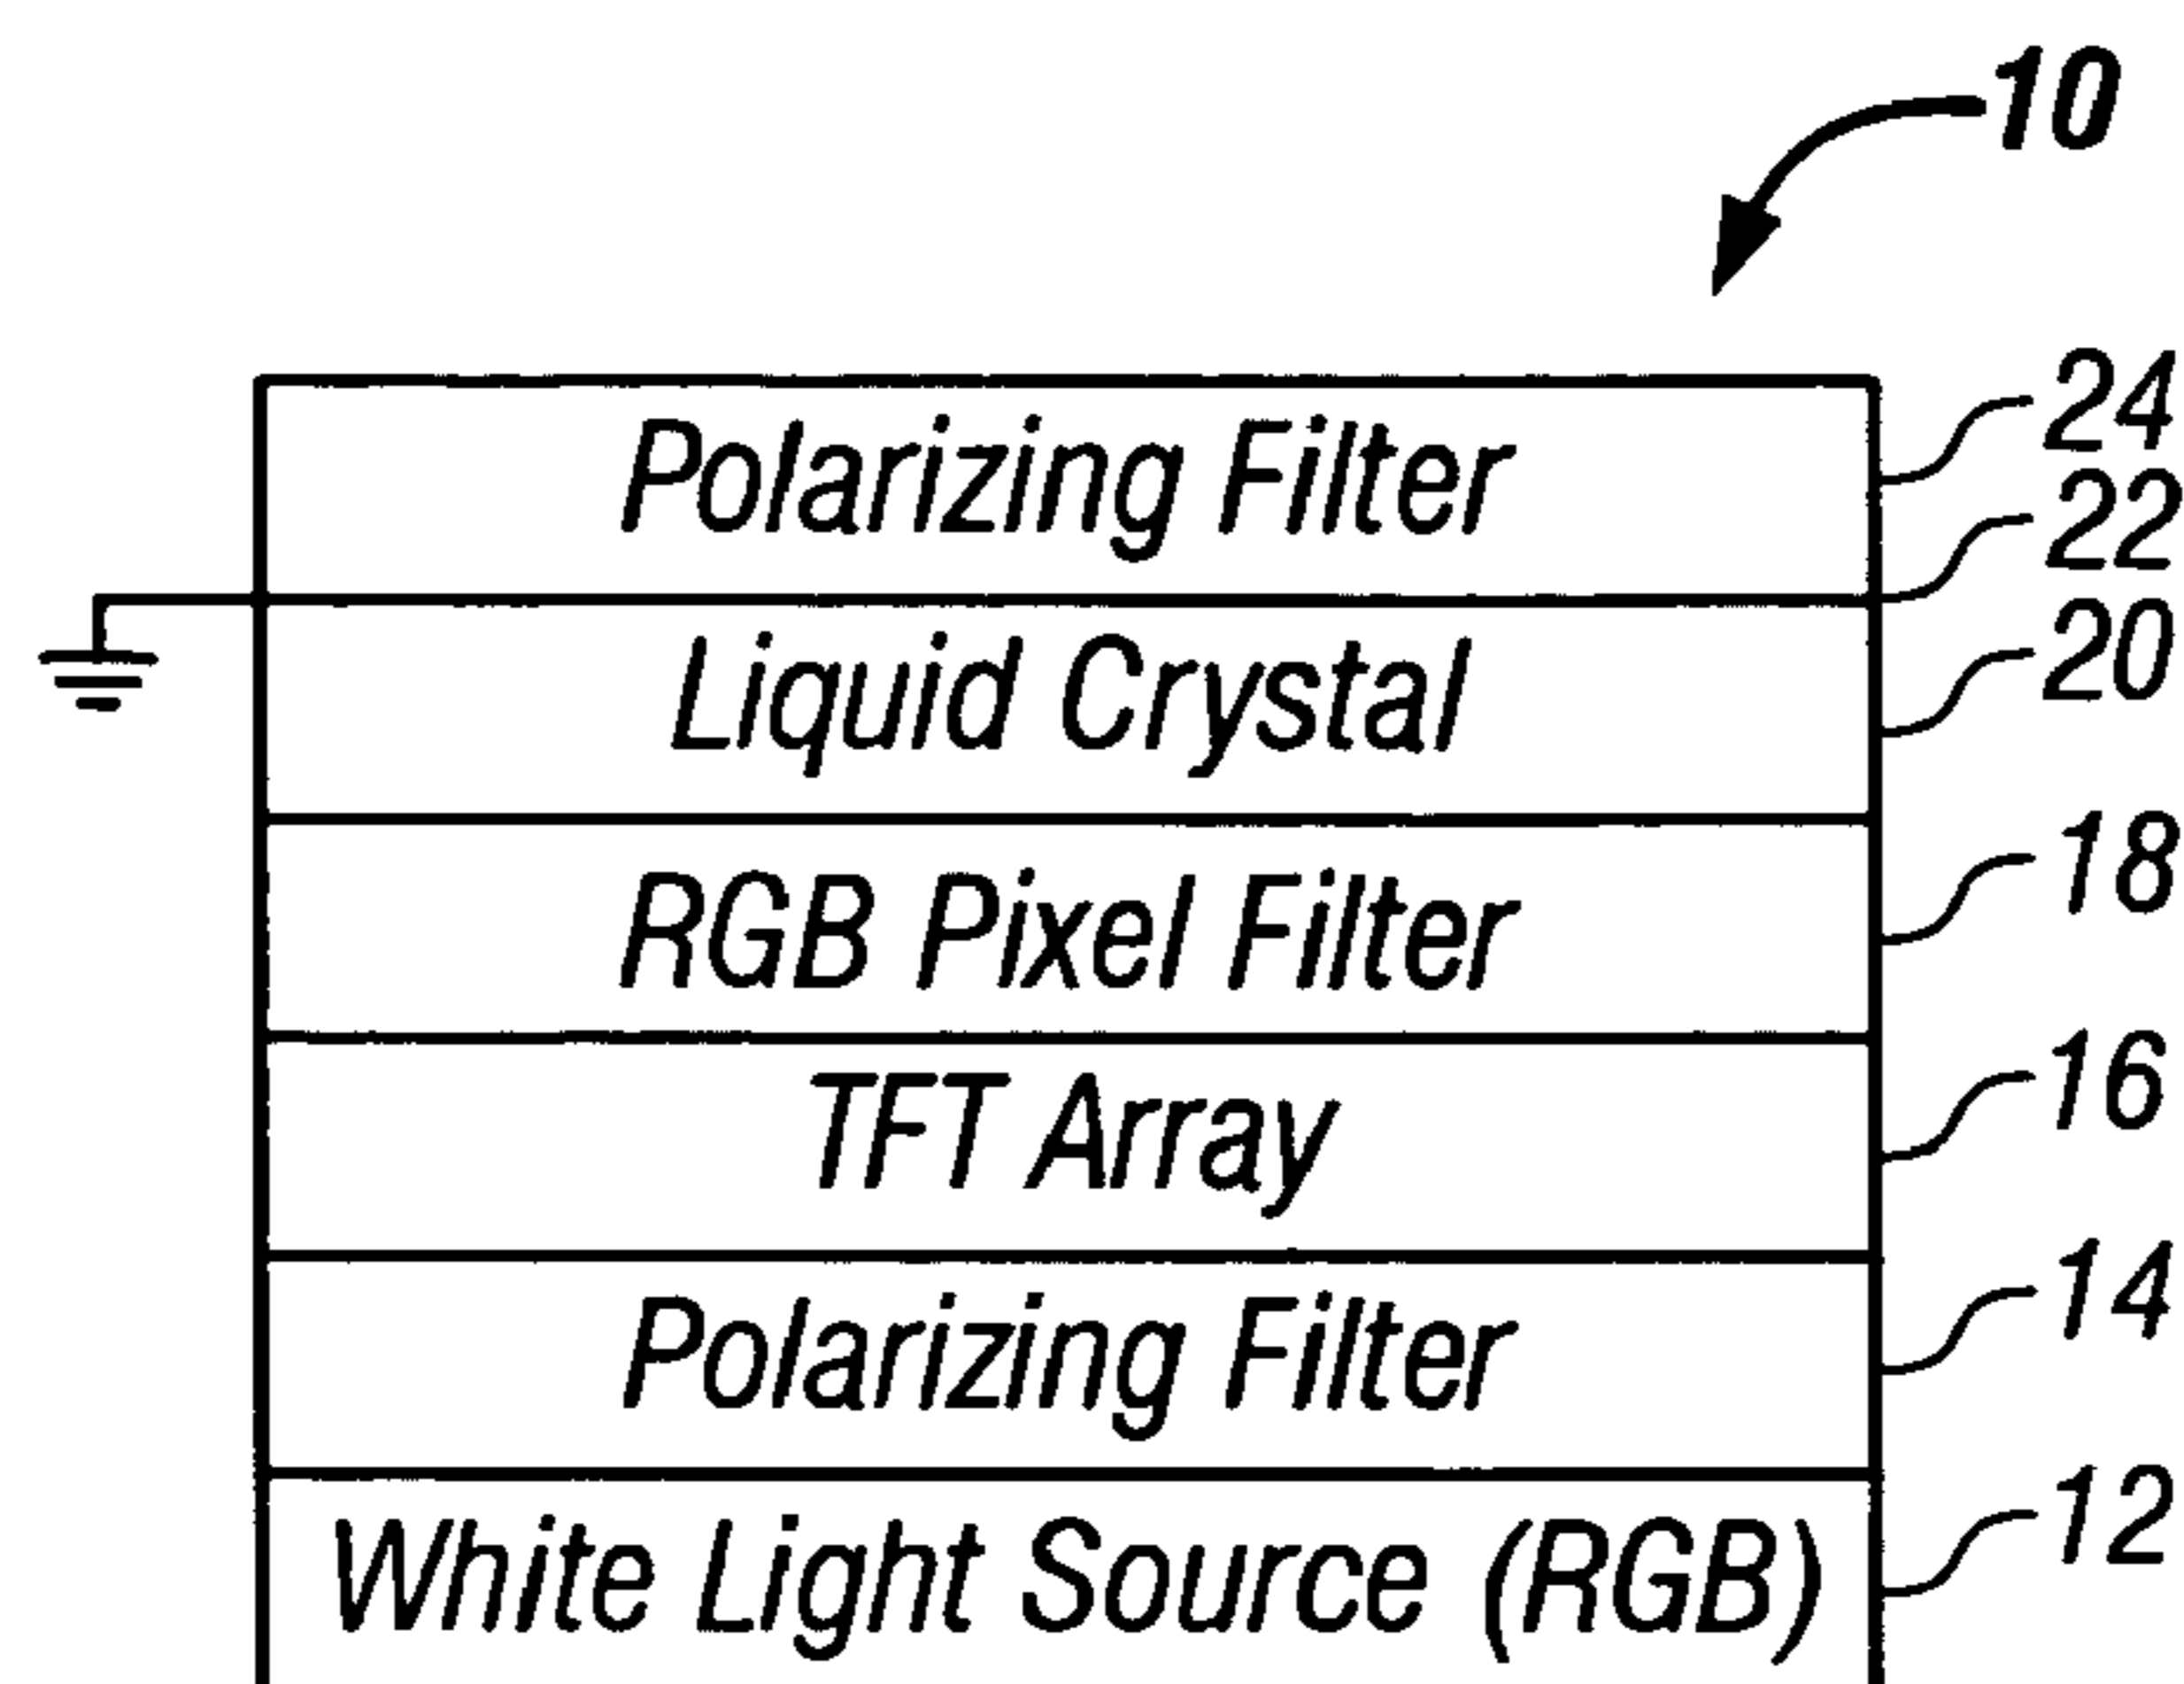 10
Polarizing Filter 24
22
Liquid Crystal 20
RGB Pixel Filter 18
TFT Array 16
Polarizing Filter 14
White Light Source (RGB) 12